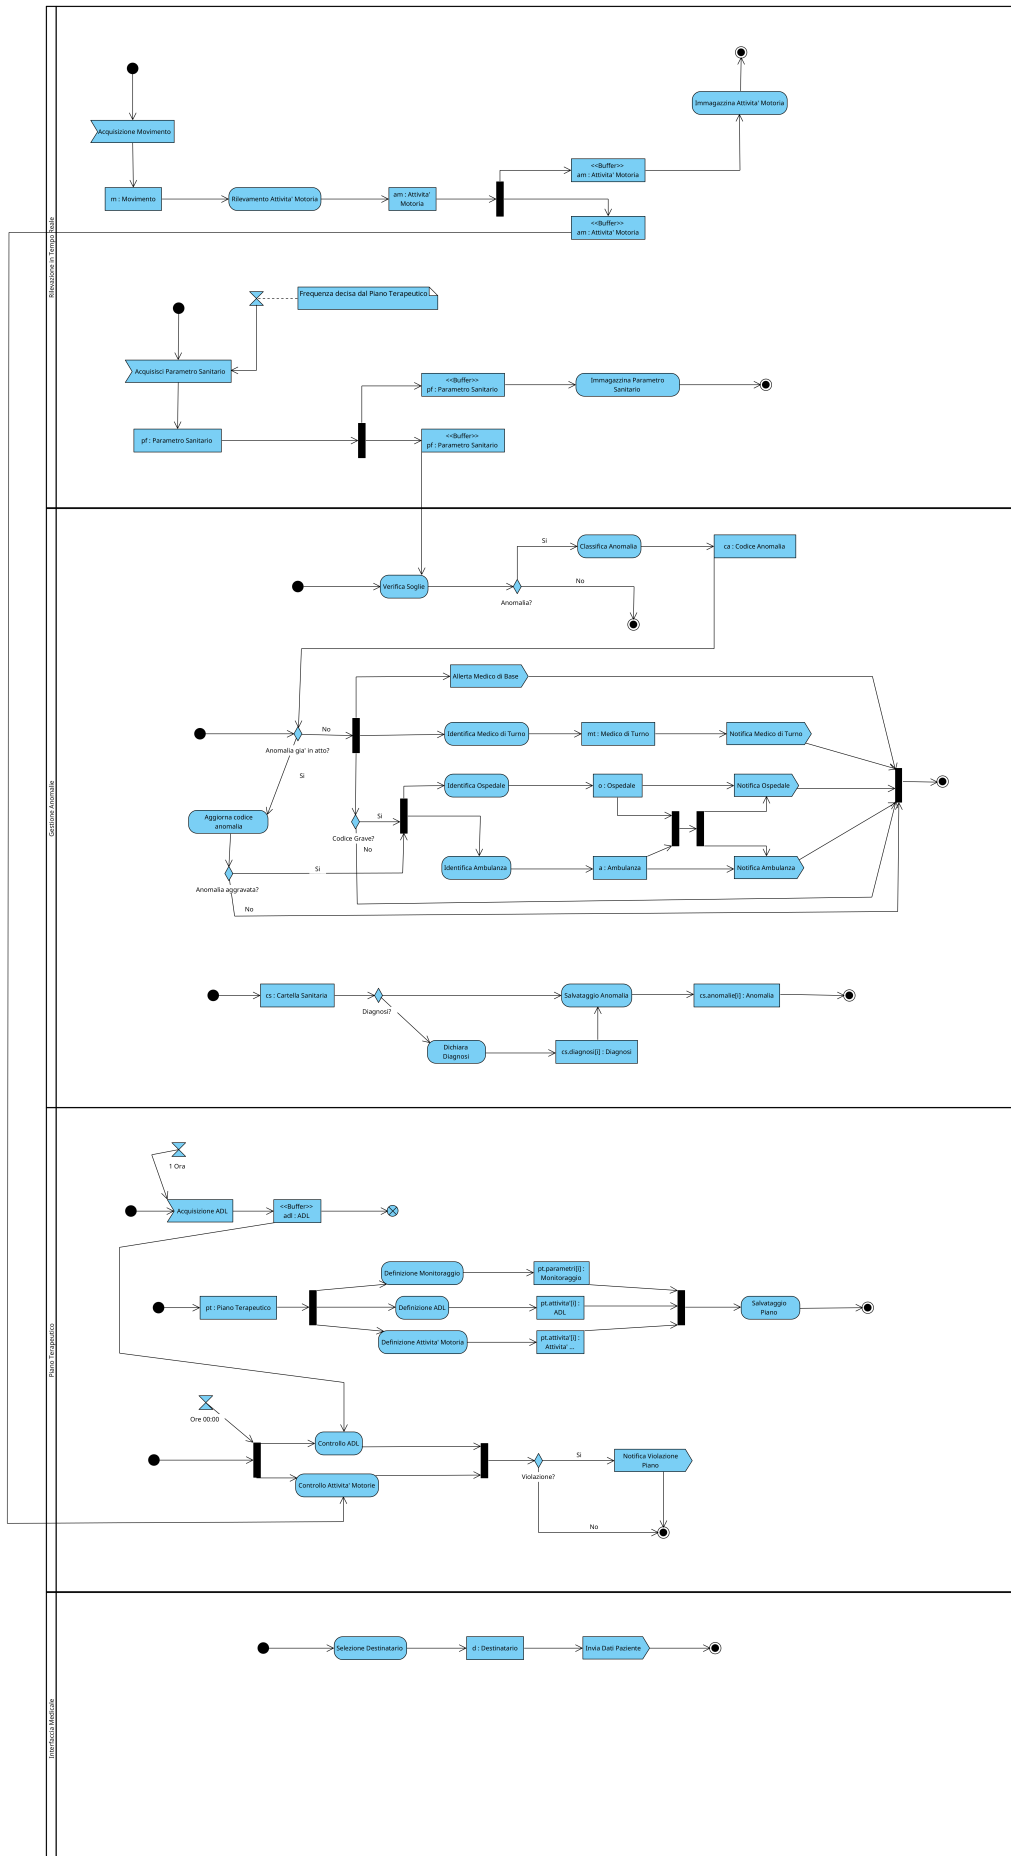 Rilevazione in Tempo Reale
Acquisizione Movimento
m : Movimento
Rilevamento Attivita' Motoria
am : Attivita'
Motoria
<<Buffer>>
am : Attivita' Motoria
<<Buffer>>
am : Attivita' Motoria
Immagazzina Attivita' Motoria
Frequenza decisa dal Piano Terapeutico
Acquisisci Parametro Sanitario
pf : Parametro Sanitario
<<Buffer>>
pf : Parametro Sanitario
<<Buffer>>
pf : Parametro Sanitario
Immagazzina Parametro
Sanitario
Gestione Anomalie
Verifica Soglie
Anomalia?
Si
No
Classifica Anomalia
ca : Codice Anomalia
Anomalia gia' in atto?
No
Si
Allerta Medico di Base
Identifica Medico di Turno
mt : Medico di Turno
Notifica Medico di Turno
Aggiorna codice
anomalia
Anomalia aggravata?
Si
No
Codice Grave?
Si
No
Identifica Ospedale
o : Ospedale
Notifica Ospedale
Identifica Ambulanza
a : Ambulanza
Notifica Ambulanza
cs : Cartella Sanitaria
Diagnosi?
Salvataggio Anomalia
cs.anomalie[i] : Anomalia
Dichiara
Diagnosi
cs.diagnosi[i] : Diagnosi
Piano Terapeutico
1 Ora
Acquisizione ADL
<<Buffer>>
adl : ADL
pt : Piano Terapeutico
Definizione Monitoraggio
pt.parametri[i] :
Monitoraggio
Definizione ADL
pt.attivita'[i] :
ADL
Definizione Attivita' Motoria
pt.attivita'[i] :
Attivita' ...
Salvataggio
Piano
Ore 00:00
Controllo ADL
Controllo Attivita' Motorie
Violazione?
Si
No
Notifica Violazione
Piano
Interfaccia Medicale
Selezione Destinatario
d : Destinatario
Invia Dati Paziente